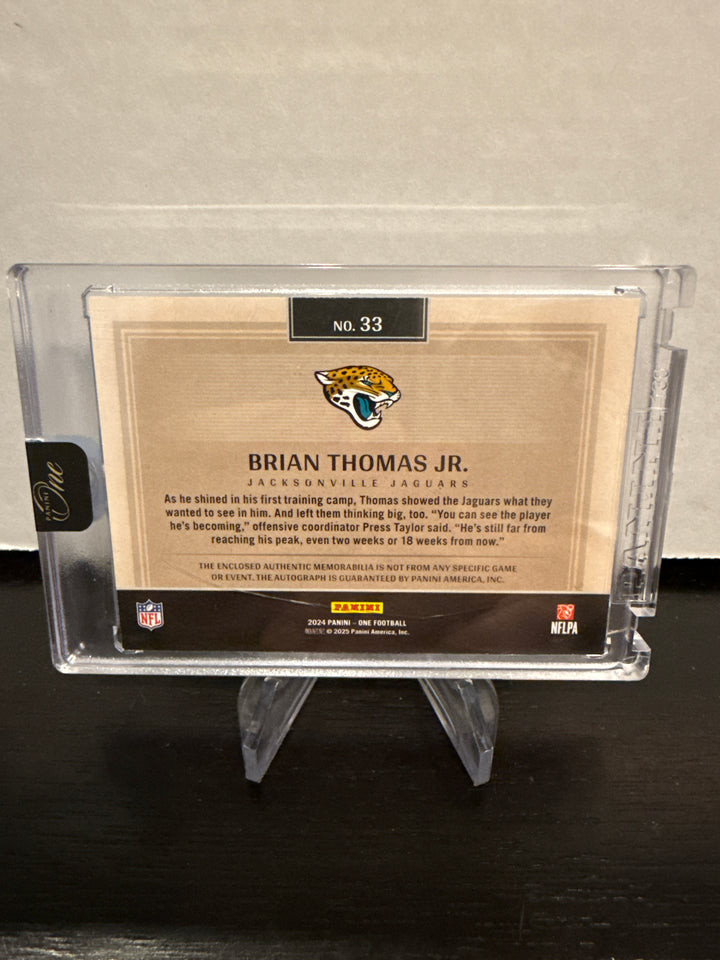 NO. 33
BRIAN THOMAS JR.
JACKSONVILLE JAGUARS
As he shined in his first training camp, Thomas showed the Jaguars what they
wanted to see in him. And left them thinking big, too. “You can see the player
he’s becoming,” offensive coordinator Press Taylor said. “He’s still far from
reaching his peak, even two weeks or 18 weeks from now.”
THE ENCLOSED AUTHENTIC MEMORABILIA IS NOT FROM ANY SPECIFIC GAME
OR EVENT. THE AUTOGRAPH IS GUARANTEED BY PANINI AMERICA, INC.
PANINI
2024 PANINI – ONE FOOTBALL
© 2025 Panini America, Inc.
NFL
NFLPA
PANINI
One
PANINI